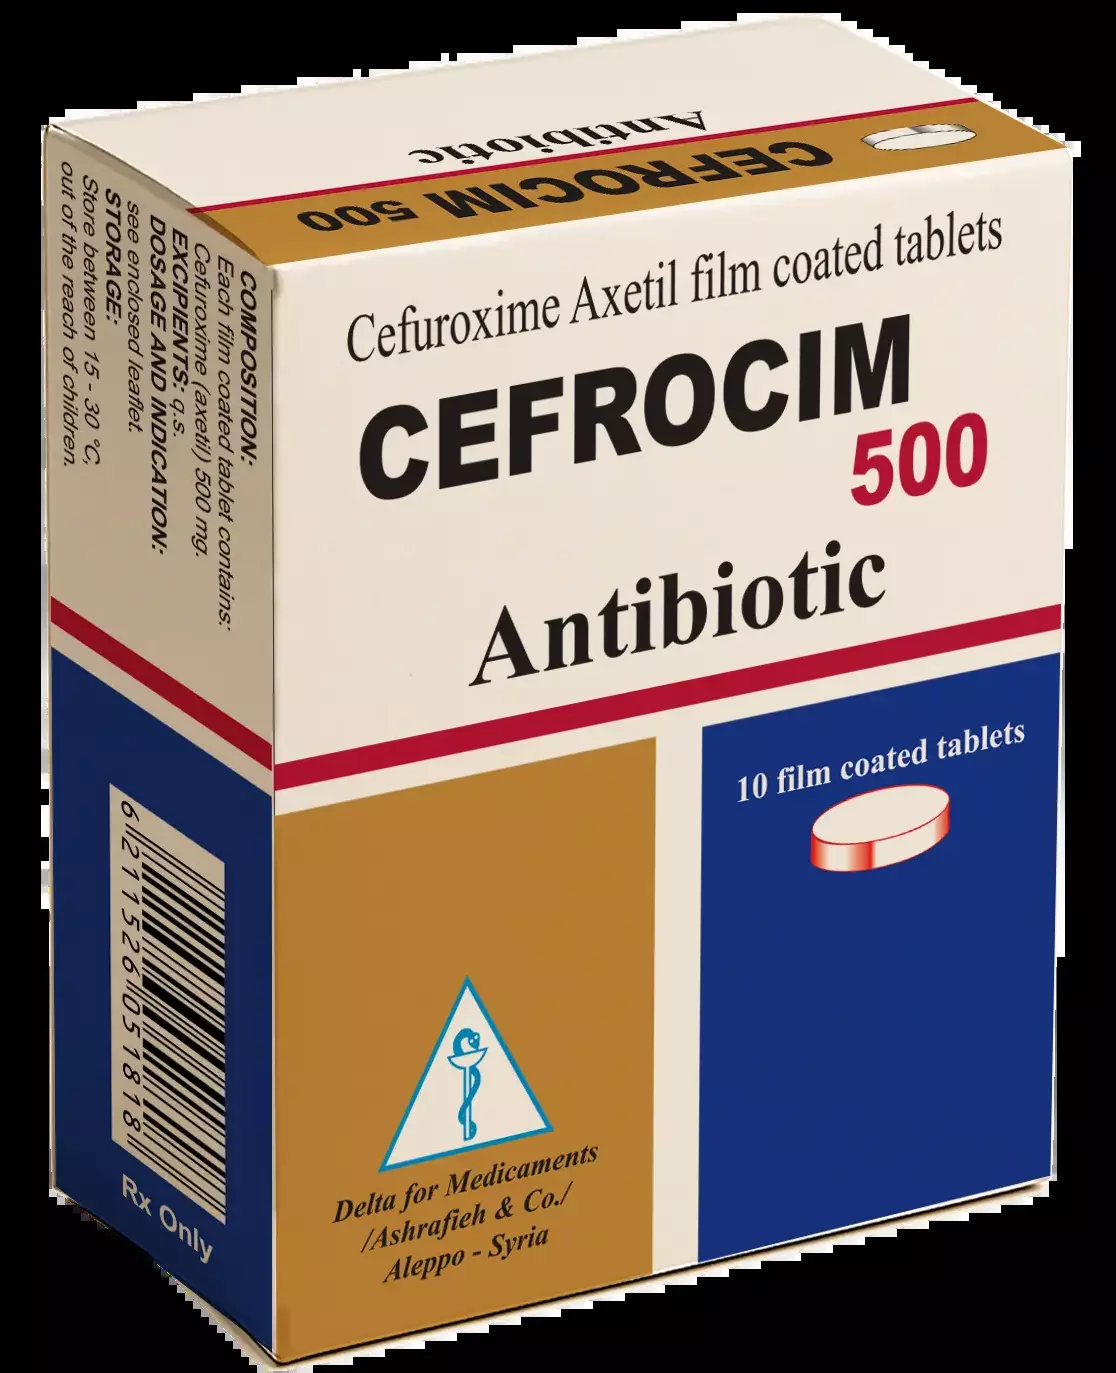 Antibiotic
CEFROCIM 500
Cefuroxime Axetil film coated tablets
CEFROCIM
500
Antibiotic
10 film coated tablets
Delta for Medicaments
/Ashrafieh & Co./
Aleppo - Syria
COMPOSITION:
Each film coated tablet contains:
Cefuroxime (axetil) 500 mg.
EXCIPIENTS: q.s.
DOSAGE AND INDICATION:
see enclosed leaflet.
STORAGE:
Store between 15 - 30 °C,
out of the reach of children.
6 211526 051818
Rx Only